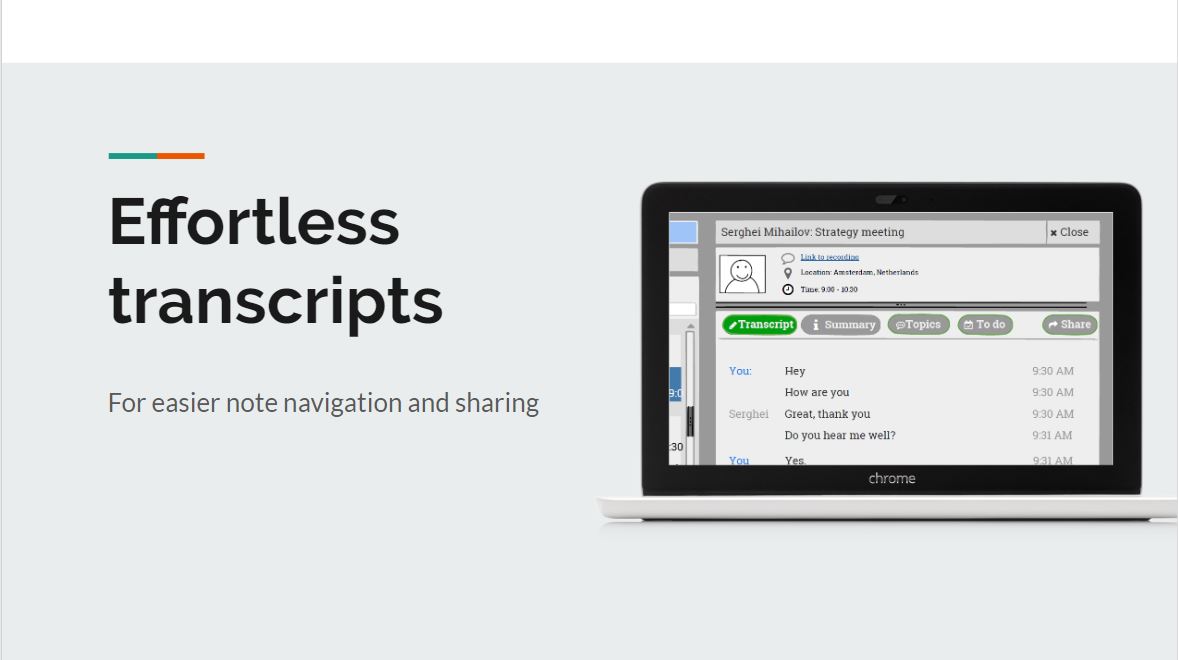 Effortless
transcripts
For easier note navigation and sharing
Serghei Mihailov: Strategy meeting
✖ Close
Link to recording
Location: Amsterdam, Netherlands
Time: 9:00 - 10:30
Transcript
Summary
Topics
To do
Share
You: Hey 9:30 AM
How are you 9:30 AM
Serghei Great, thank you 9:30 AM
Do you hear me well? 9:31 AM
You Yes. 9:31 AM
chrome